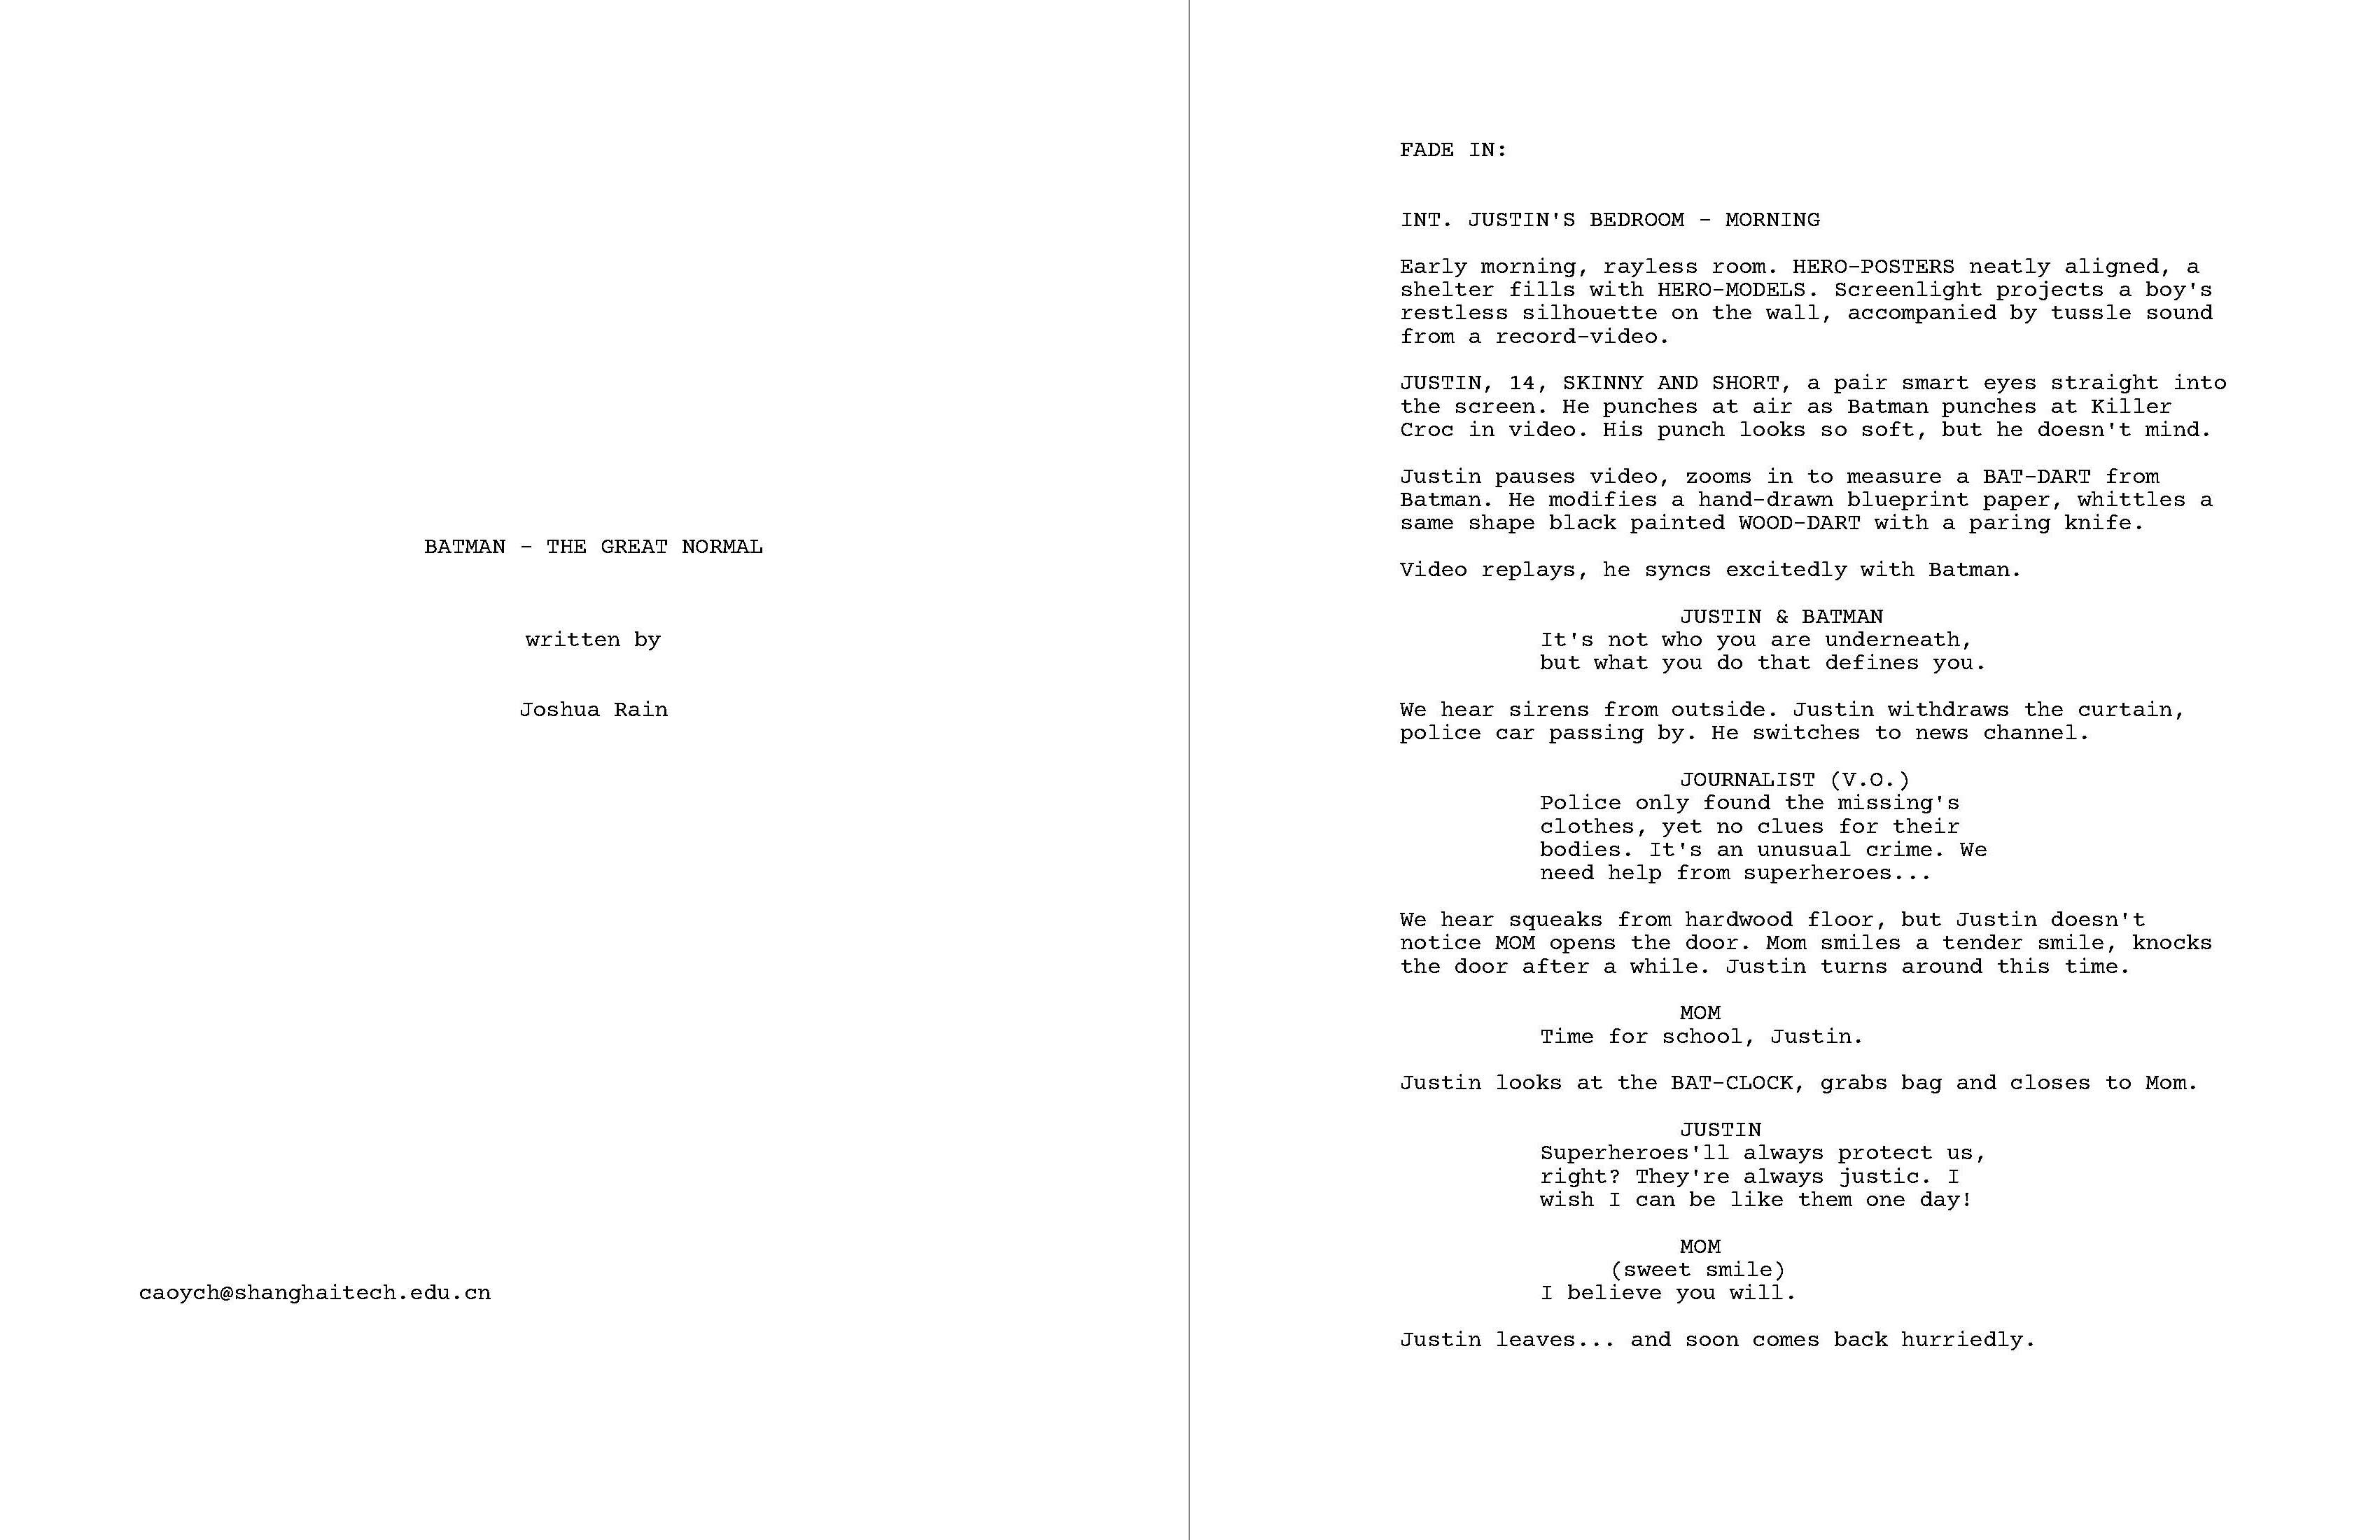 BATMAN - THE GREAT NORMAL
written by
Joshua Rain
caoych@shanghaitech.edu.cn
FADE IN:
INT. JUSTIN'S BEDROOM - MORNING
Early morning, rayless room. HERO-POSTERS neatly aligned, a
shelter fills with HERO-MODELS. Screenlight projects a boy's
restless silhouette on the wall, accompanied by tussle sound
from a record-video.
JUSTIN, 14, SKINNY AND SHORT, a pair smart eyes straight into
the screen. He punches at air as Batman punches at Killer
Croc in video. His punch looks so soft, but he doesn't mind.
Justin pauses video, zooms in to measure a BAT-DART from
Batman. He modifies a hand-drawn blueprint paper, whittles a
same shape black painted WOOD-DART with a paring knife.
Video replays, he syncs excitedly with Batman.
JUSTIN & BATMAN
It's not who you are underneath,
but what you do that defines you.
We hear sirens from outside. Justin withdraws the curtain,
police car passing by. He switches to news channel.
JOURNALIST (V.O.)
Police only found the missing's
clothes, yet no clues for their
bodies. It's an unusual crime. We
need help from superheroes...
We hear squeaks from hardwood floor, but Justin doesn't
notice MOM opens the door. Mom smiles a tender smile, knocks
the door after a while. Justin turns around this time.
MOM
Time for school, Justin.
Justin looks at the BAT-CLOCK, grabs bag and closes to Mom.
JUSTIN
Superheroes'll always protect us,
right? They're always justic. I
wish I can be like them one day!
MOM
(sweet smile)
I believe you will.
Justin leaves... and soon comes back hurriedly.